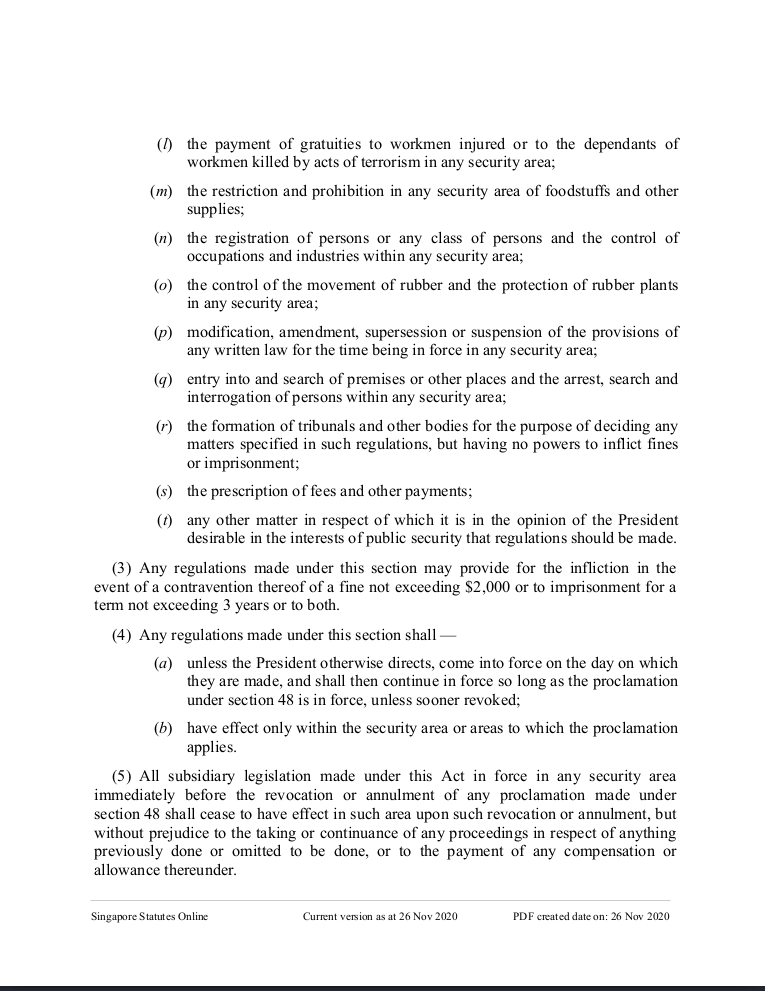 (l) the payment of gratuities to workmen injured or to the dependants of
workmen killed by acts of terrorism in any security area;
(m) the restriction and prohibition in any security area of foodstuffs and other
supplies;
(n) the registration of persons or any class of persons and the control of
occupations and industries within any security area;
(o) the control of the movement of rubber and the protection of rubber plants
in any security area;
(p) modification, amendment, supersession or suspension of the provisions of
any written law for the time being in force in any security area;
(q) entry into and search of premises or other places and the arrest, search and
interrogation of persons within any security area;
(r) the formation of tribunals and other bodies for the purpose of deciding any
matters specified in such regulations, but having no powers to inflict fines
or imprisonment;
(s) the prescription of fees and other payments;
(t) any other matter in respect of which it is in the opinion of the President
desirable in the interests of public security that regulations should be made.
(3) Any regulations made under this section may provide for the infliction in the
event of a contravention thereof of a fine not exceeding $2,000 or to imprisonment for a
term not exceeding 3 years or to both.
(4) Any regulations made under this section shall —
(a) unless the President otherwise directs, come into force on the day on which
they are made, and shall then continue in force so long as the proclamation
under section 48 is in force, unless sooner revoked;
(b) have effect only within the security area or areas to which the proclamation
applies.
(5) All subsidiary legislation made under this Act in force in any security area
immediately before the revocation or annulment of any proclamation made under
section 48 shall cease to have effect in such area upon such revocation or annulment, but
without prejudice to the taking or continuance of any proceedings in respect of anything
previously done or omitted to be done, or to the payment of any compensation or
allowance thereunder.
Singapore Statutes Online Current version as at 26 Nov 2020 PDF created date on: 26 Nov 2020